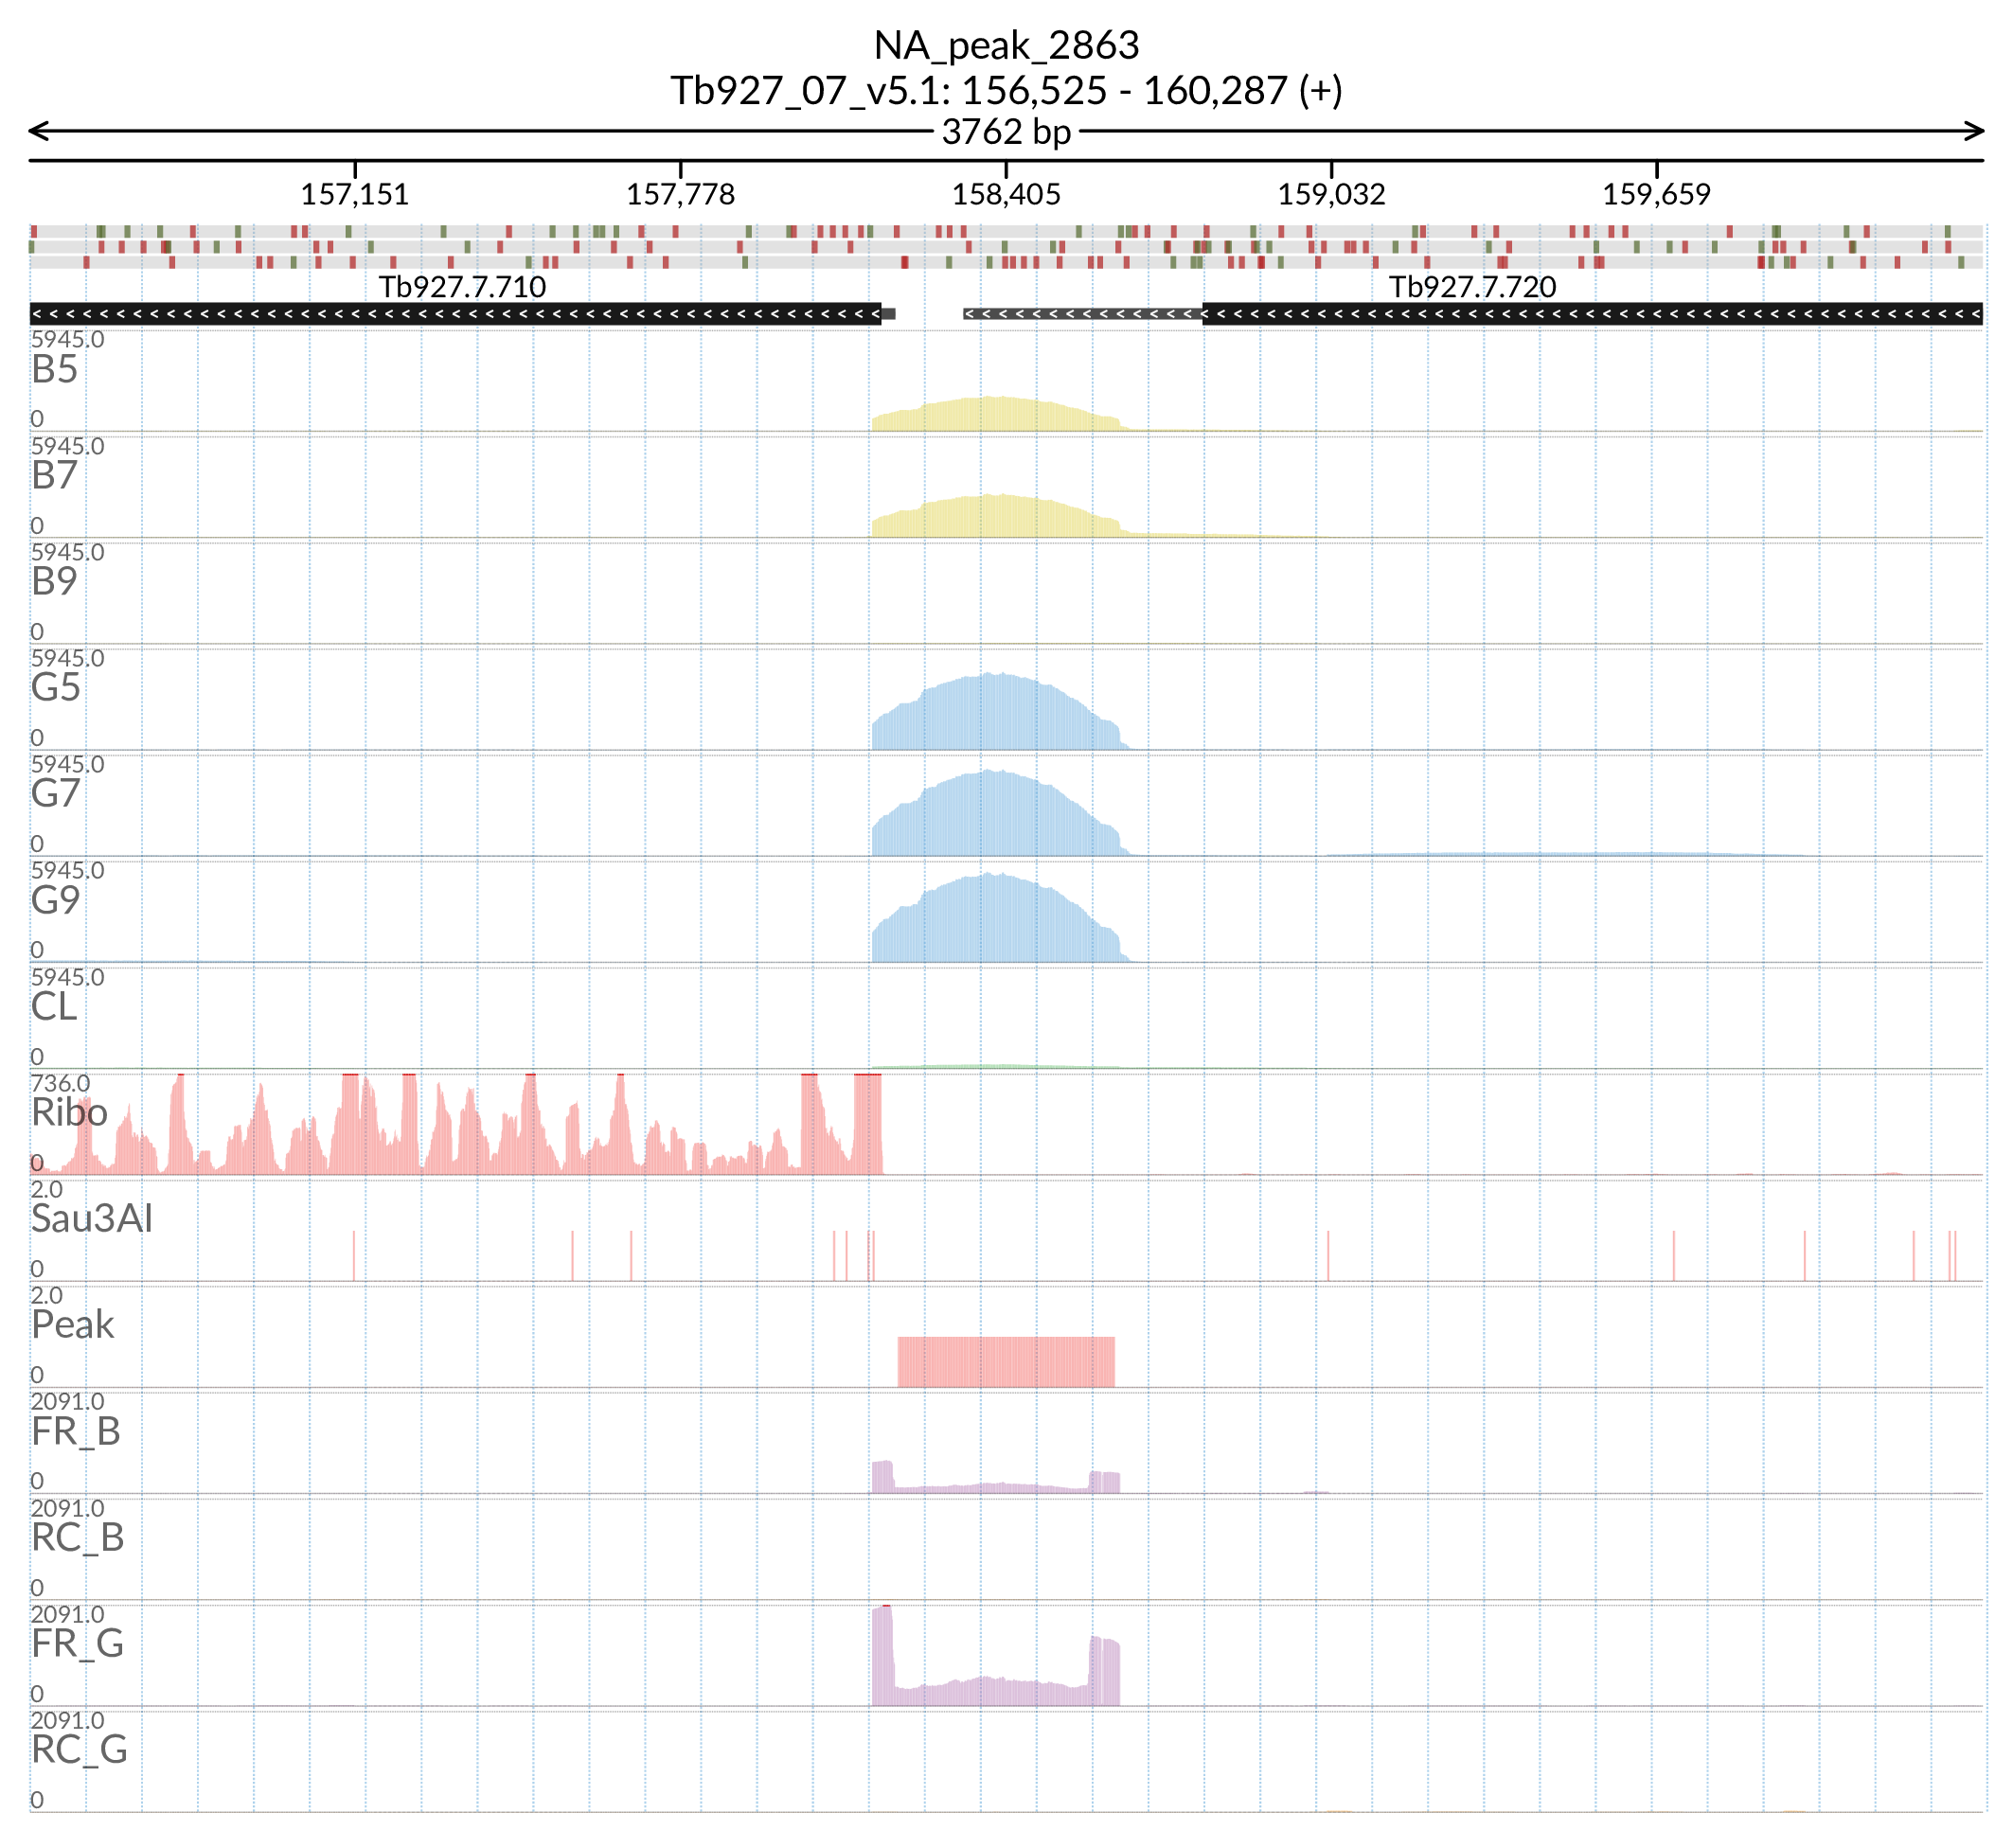 NA_peak_2863
Tb927_07_v5.1: 156,525 - 160,287 (+)
3762 bp
157,151 157,778 158,405 159,032 159,659
Tb927.7.710 Tb927.7.720
5945.0
B5
0
5945.0
B7
0
5945.0
B9
0
5945.0
G5
0
5945.0
G7
0
5945.0
G9
0
5945.0
CL
0
736.0
Ribo
0
2.0
Sau3AI
0
2.0
Peak
0
2091.0
FR_B
0
2091.0
RC_B
0
2091.0
FR_G
0
2091.0
RC_G
0